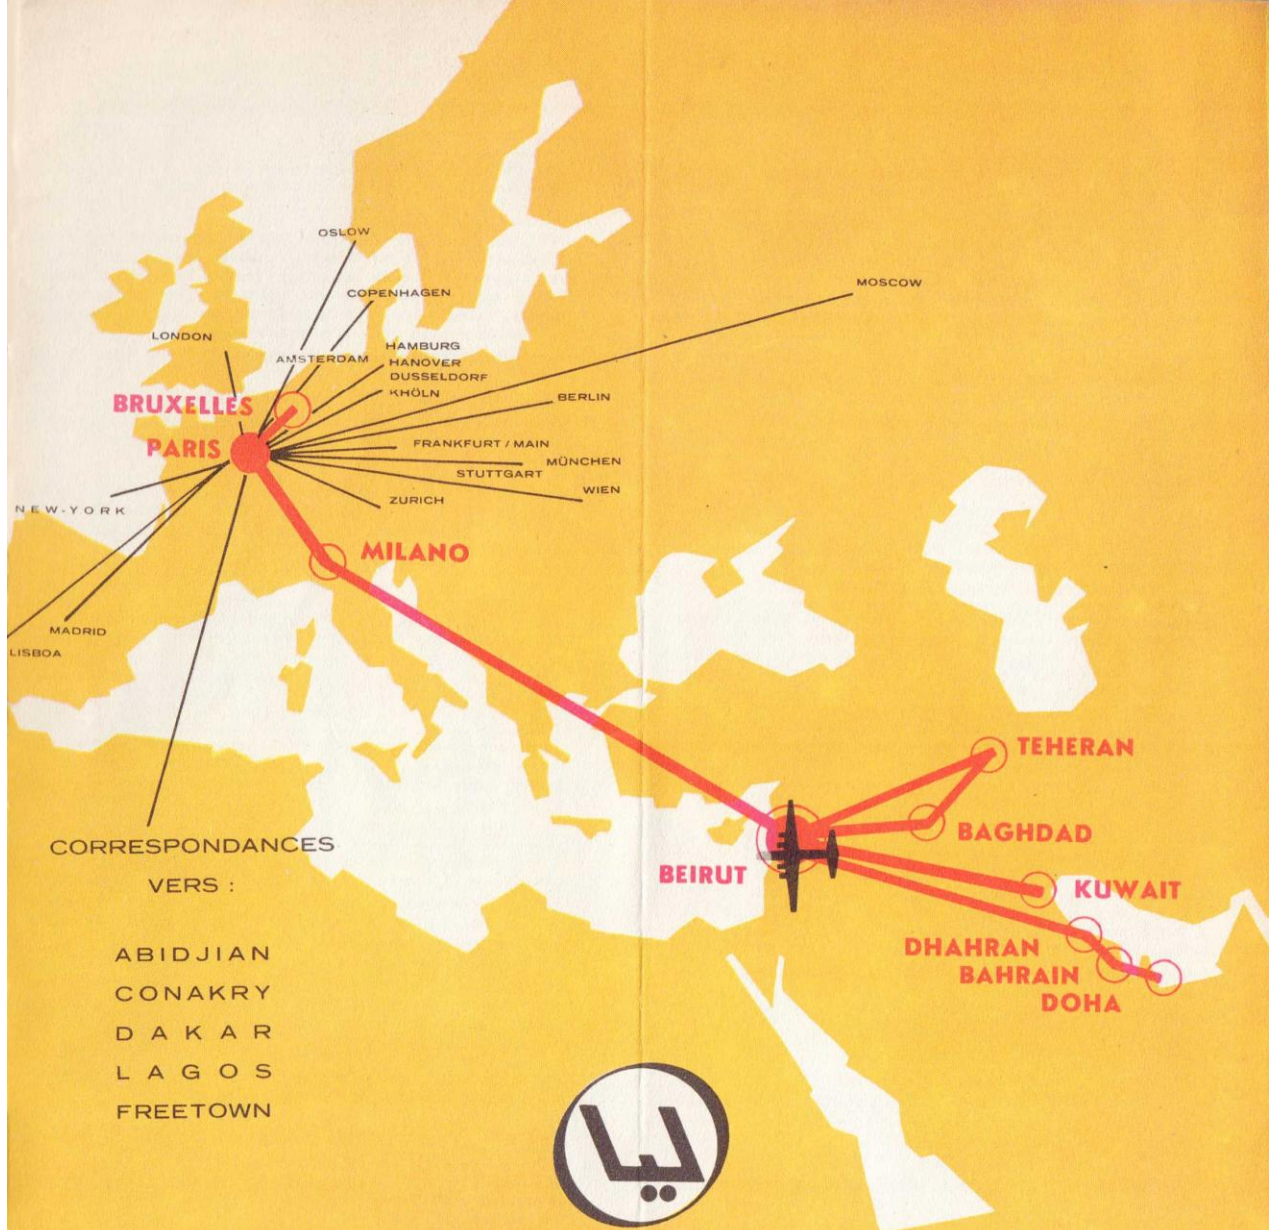 OSLOW
MOSCOW
COPENHAGEN
LONDON
HAMBURG
AMSTERDAM
HANOVER
DUSSELDORF
KHÖLN
BERLIN
BRUXELLES
PARIS
FRANKFURT / MAIN
MÜNCHEN
STUTTGART
WIEN
ZURICH
NEW-YORK
MILANO
MADRID
LISBOA
TEHERAN
BAGHDAD
BEIRUT
KUWAIT
DHAHRAN
BAHRAIN
DOHA
CORRESPONDANCES
VERS :
ABIDJIAN
CONAKRY
DAKAR
LAGOS
FREETOWN
ليا